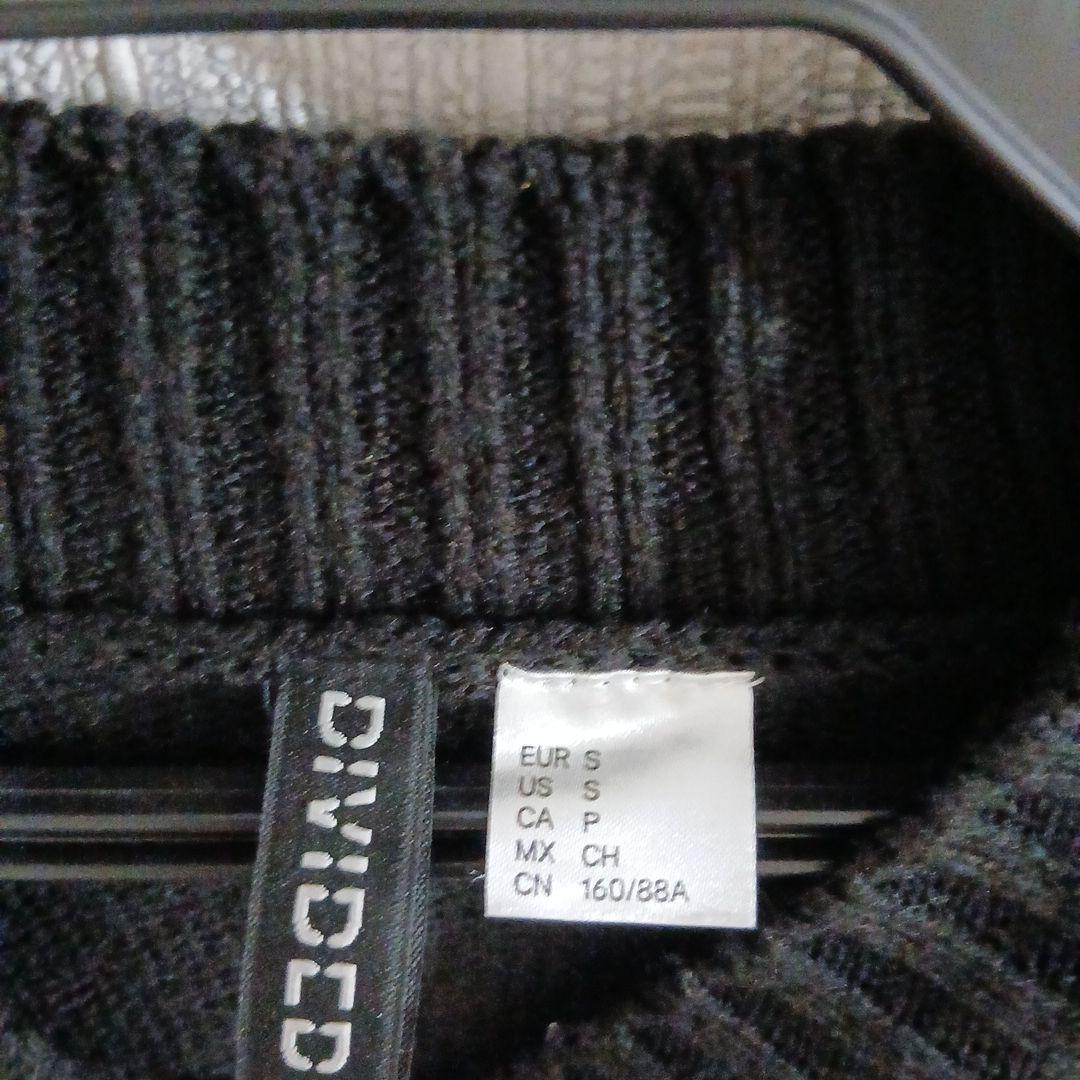 DIVIDED
EUR S
US S
CA P
MX CH
CN 160/88A